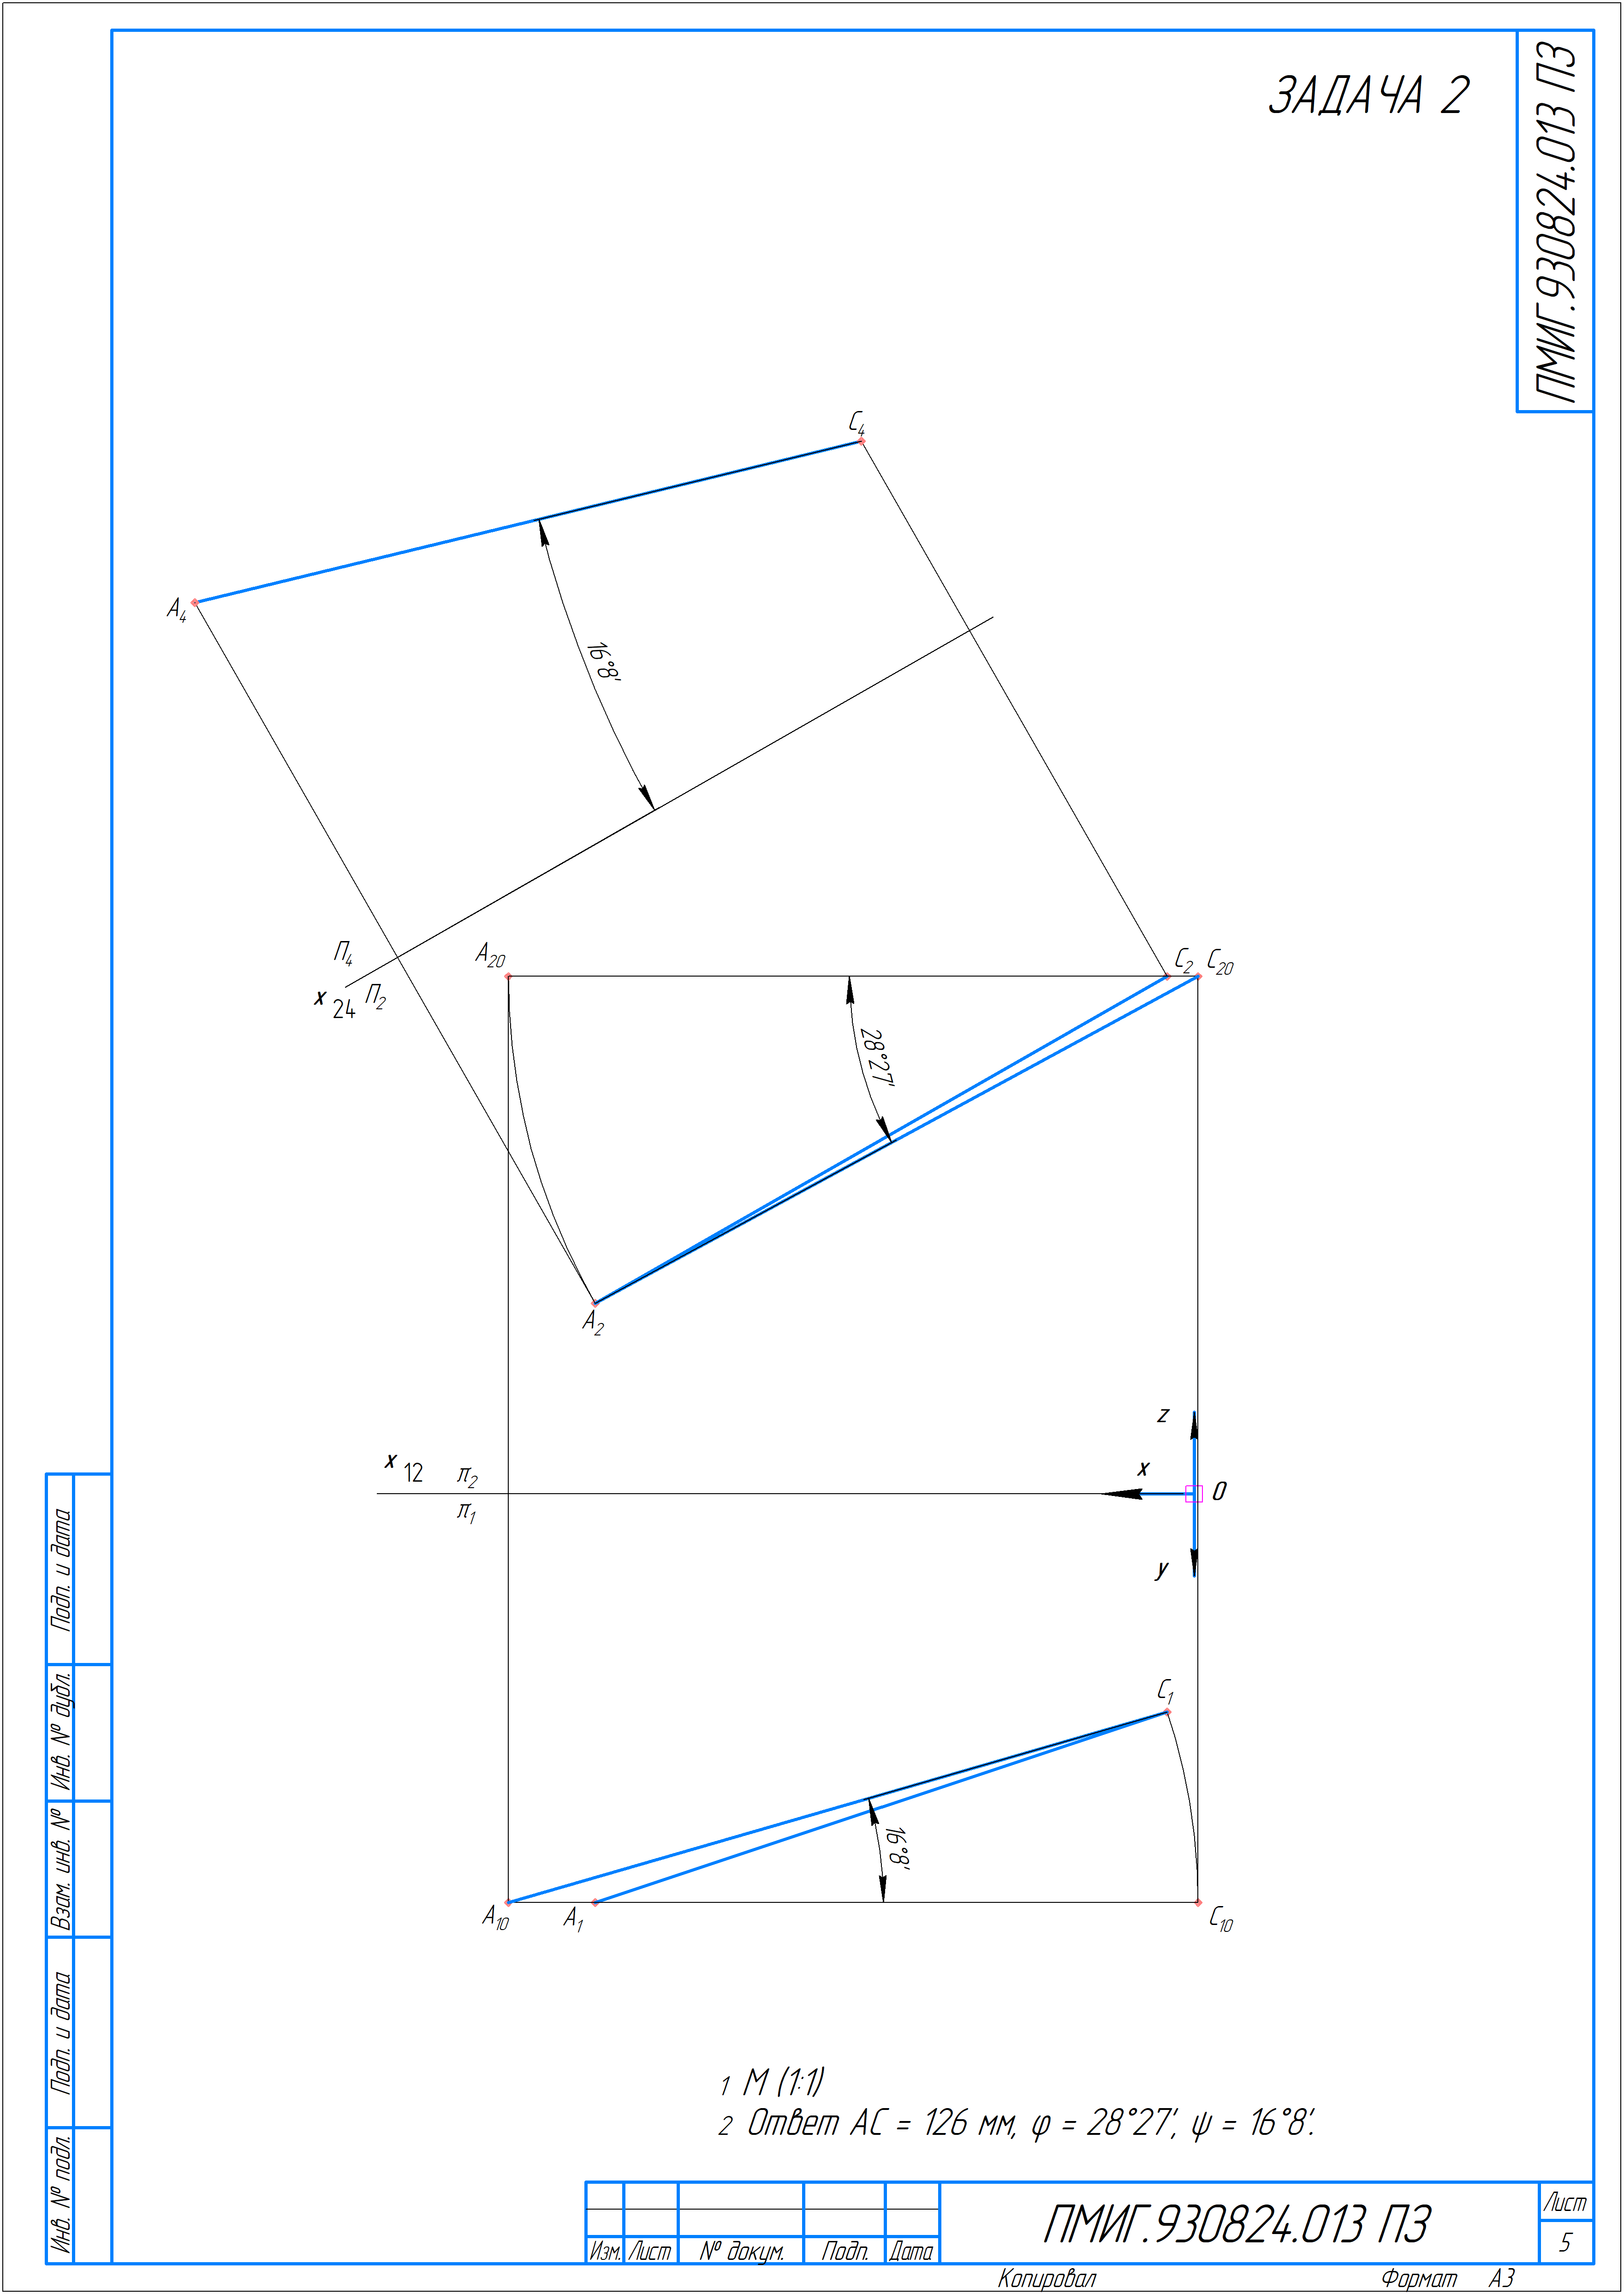 ЗАДАЧА 2
ПМИГ.930824.013 ПЗ
C4
A4
16°8'
П4
x 24 П2
A20
C2 C20
28°27'
A2
z
x 12 π2
x
O
π1
y
C1
16°8'
A10 A1 C10
1 М (1:1)
2 Ответ AC = 126 мм, φ = 28°27', ψ = 16°8'.
Подп. и дата
Инв. № дубл.
Взам. инв. №
Подп. и дата
Инв. № подл.
Изм. Лист № докум. Подп. Дата
ПМИГ.930824.013 ПЗ
Лист
5
Копировал Формат А3